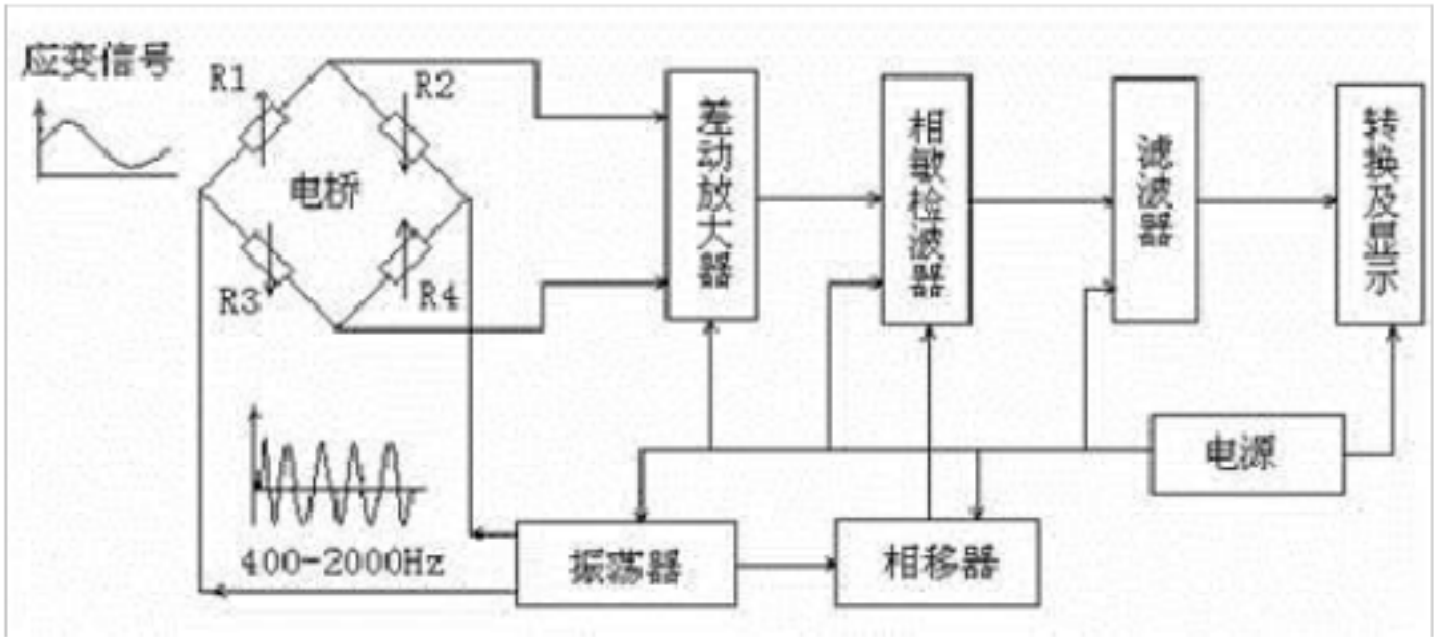 应变信号
R1
R2
电桥
R3
R4
差动放大器
相敏检波器
滤波器
转换及显示
电源
400-2000Hz
振荡器
相移器